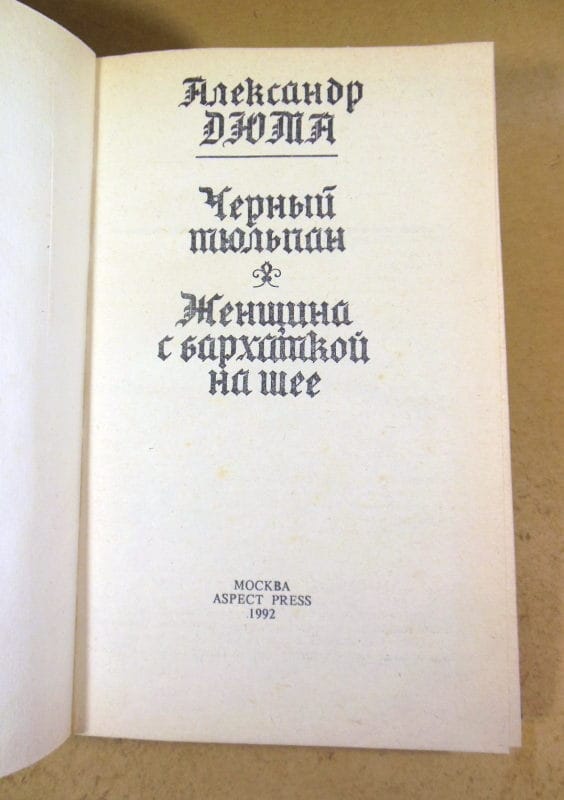 Александр
ДЮМА
Черный
тюльпан
Женщина
с бархаткой
на шее
МОСКВА
ASPECT PRESS
1992